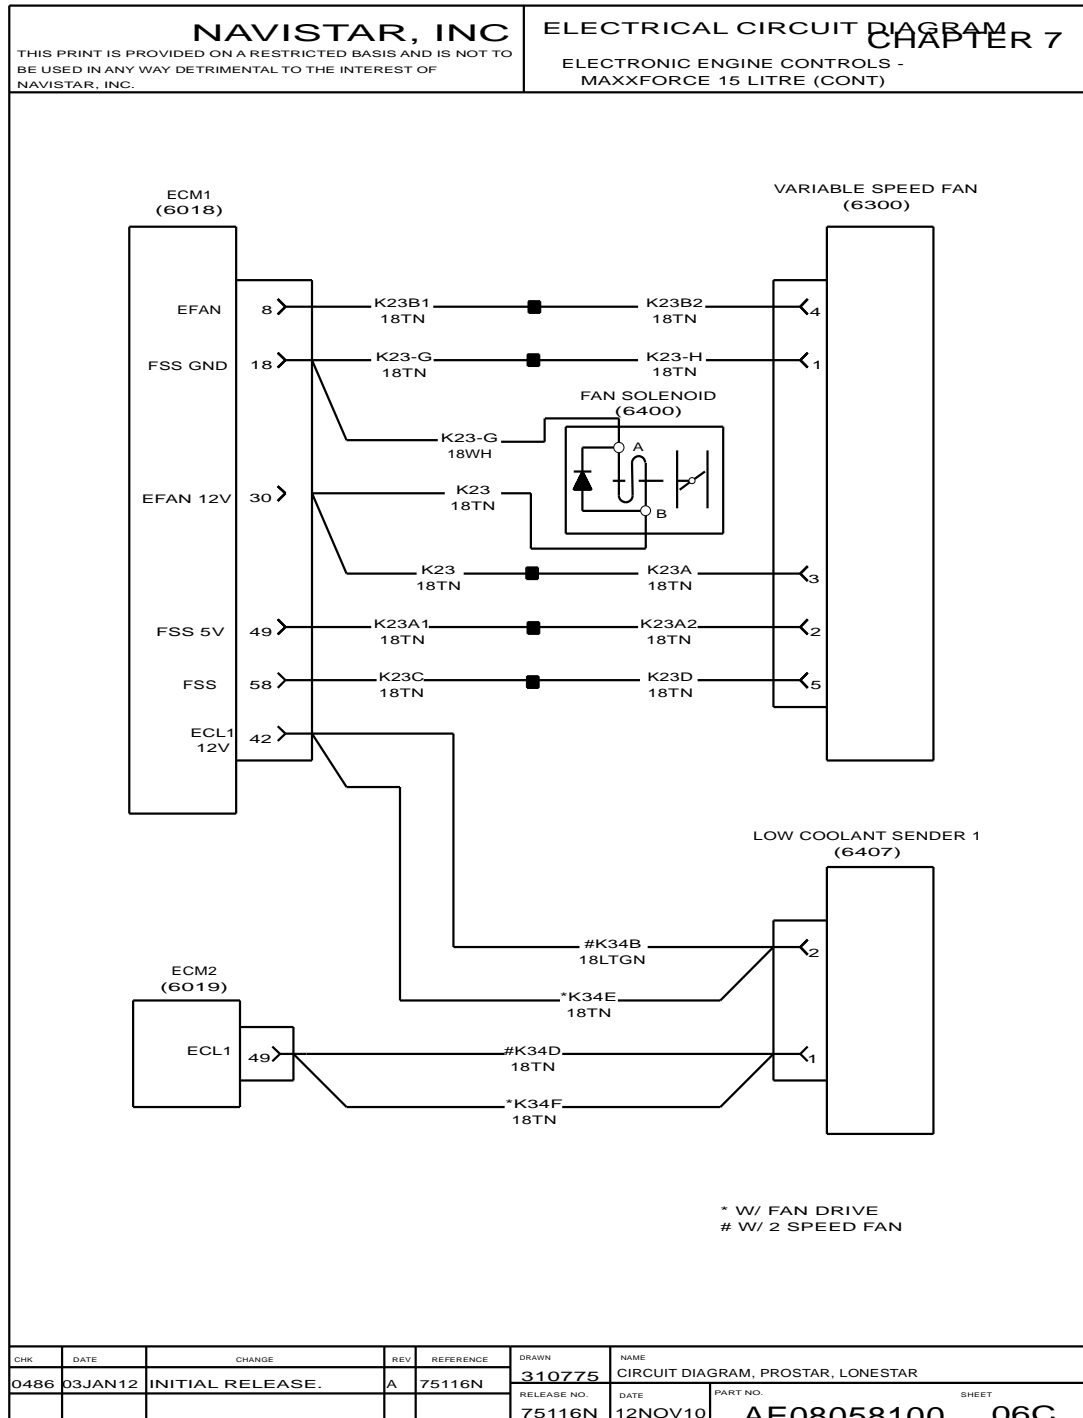 NAVISTAR, INC
THIS PRINT IS PROVIDED ON A RESTRICTED BASIS AND IS NOT TO
BE USED IN ANY WAY DETRIMENTAL TO THE INTEREST OF
NAVISTAR, INC.
ELECTRICAL CIRCUIT DIAGRAM
CHAPTER 7
ELECTRONIC ENGINE CONTROLS -
MAXXFORCE 15 LITRE (CONT)
ECM1
(6018)
VARIABLE SPEED FAN
(6300)
EFAN 8 K23B1 K23B2 4
18TN 18TN
FSS GND 18 K23-G K23-H 1
18TN 18TN
FAN SOLENOID
(6400)
K23-G A
18WH
EFAN 12V 30 K23
18TN B
K23 K23A 3
18TN 18TN
FSS 5V 49 K23A1 K23A2 2
18TN 18TN
FSS 58 K23C K23D 5
18TN 18TN
ECL1
12V 42
LOW COOLANT SENDER 1
(6407)
#K34B 2
18LTGN
ECM2
(6019)
*K34E
18TN
ECL1 49 #K34D 1
18TN
*K34F
18TN
* W/ FAN DRIVE
# W/ 2 SPEED FAN
CHK DATE CHANGE REV REFERENCE DRAWN NAME
0486 03JAN12 INITIAL RELEASE. A 75116N 310775 CIRCUIT DIAGRAM, PROSTAR, LONESTAR
RELEASE NO. DATE PART NO. SHEET
75116N 12NOV10 AE08058100 06C